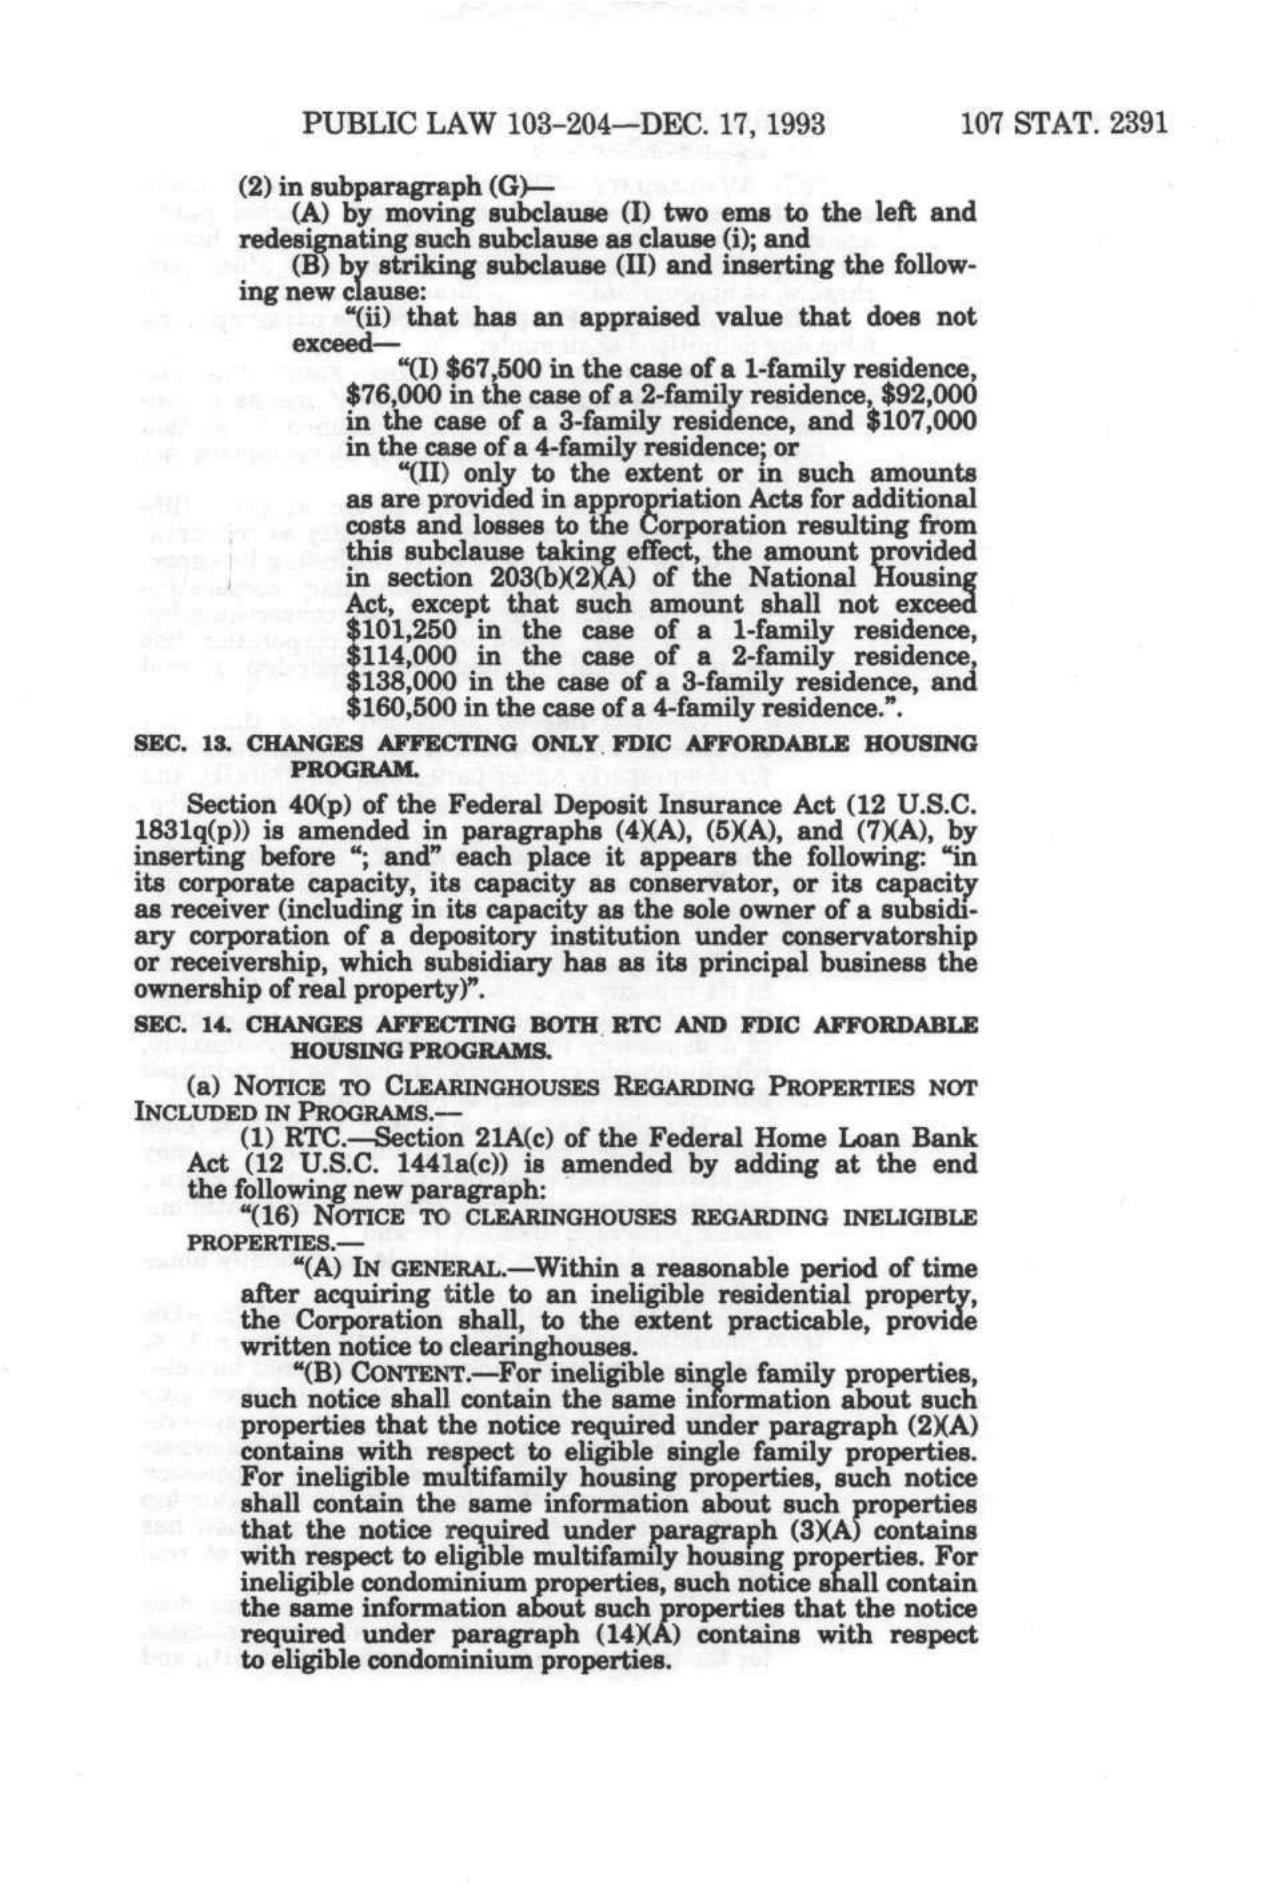 PUBLIC LAW 103–204—DEC. 17, 1993 107 STAT. 2391
(2) in subparagraph (G)—
(A) by moving subclause (I) two ems to the left and
redesignating such subclause as clause (i); and
(B) by striking subclause (II) and inserting the follow-
ing new clause:
“(ii) that has an appraised value that does not
exceed—
“(I) $67,500 in the case of a 1-family residence,
$76,000 in the case of a 2-family residence, $92,000
in the case of a 3-family residence, and $107,000
in the case of a 4-family residence; or
“(II) only to the extent or in such amounts
as are provided in appropriation Acts for additional
costs and losses to the Corporation resulting from
this subclause taking effect, the amount provided
in section 203(b)(2)(A) of the National Housing
Act, except that such amount shall not exceed
$101,250 in the case of a 1-family residence,
$114,000 in the case of a 2-family residence,
$138,000 in the case of a 3-family residence, and
$160,500 in the case of a 4-family residence.”.
SEC. 13. CHANGES AFFECTING ONLY FDIC AFFORDABLE HOUSING
PROGRAM.
Section 40(p) of the Federal Deposit Insurance Act (12 U.S.C.
1831q(p)) is amended in paragraphs (4)(A), (5)(A), and (7)(A), by
inserting before “; and” each place it appears the following: “in
its corporate capacity, its capacity as conservator, or its capacity
as receiver (including in its capacity as the sole owner of a subsidi-
ary corporation of a depository institution under conservatorship
or receivership, which subsidiary has as its principal business the
ownership of real property)”.
SEC. 14. CHANGES AFFECTING BOTH RTC AND FDIC AFFORDABLE
HOUSING PROGRAMS.
(a) NOTICE TO CLEARINGHOUSES REGARDING PROPERTIES NOT
INCLUDED IN PROGRAMS.—
(1) RTC.—Section 21A(c) of the Federal Home Loan Bank
Act (12 U.S.C. 1441a(c)) is amended by adding at the end
the following new paragraph:
“(16) NOTICE TO CLEARINGHOUSES REGARDING INELIGIBLE
PROPERTIES.—
“(A) IN GENERAL.—Within a reasonable period of time
after acquiring title to an ineligible residential property,
the Corporation shall, to the extent practicable, provide
written notice to clearinghouses.
“(B) CONTENT.—For ineligible single family properties,
such notice shall contain the same information about such
properties that the notice required under paragraph (2)(A)
contains with respect to eligible single family properties.
For ineligible multifamily housing properties, such notice
shall contain the same information about such properties
that the notice required under paragraph (3)(A) contains
with respect to eligible multifamily housing properties. For
ineligible condominium properties, such notice shall contain
the same information about such properties that the notice
required under paragraph (14)(A) contains with respect
to eligible condominium properties.